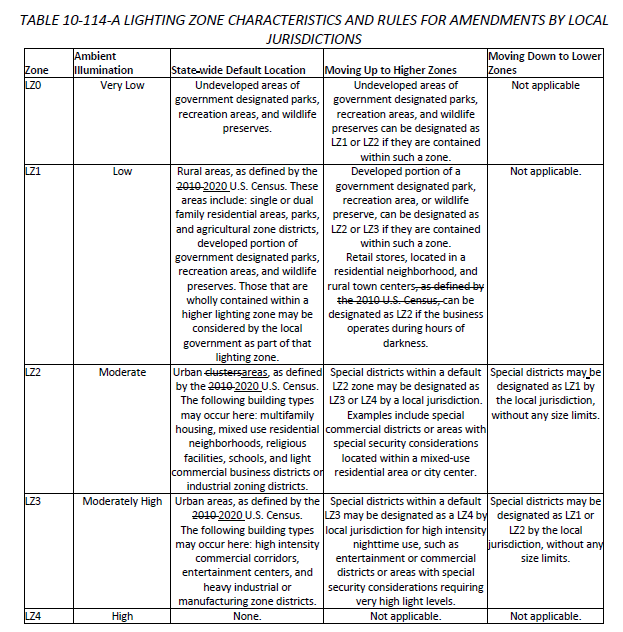 TABLE 10-114-A LIGHTING ZONE CHARACTERISTICS AND RULES FOR AMENDMENTS BY LOCAL
JURISDICTIONS
Zone
Ambient
Illumination
State-wide Default Location
Moving Up to Higher Zones
Moving Down to Lower
Zones
LZ0
Very Low
Undeveloped areas of
government designated parks,
recreation areas, and wildlife
preserves.
Undeveloped areas of
government designated parks,
recreation areas, and wildlife
preserves can be designated as
LZ1 or LZ2 if they are contained
within such a zone.
Not applicable
LZ1
Low
Rural areas, as defined by the
2010 2020 U.S. Census. These
areas include: single or dual
family residential areas, parks,
and agricultural zone districts,
developed portion of
government designated parks,
recreation areas, and wildlife
preserves. Those that are
wholly contained within a
higher lighting zone may be
considered by the local
government as part of that
lighting zone.
Developed portion of a
government designated park,
recreation area, or wildlife
preserve, can be designated as
LZ2 or LZ3 if they are contained
within such a zone.
Retail stores, located in a
residential neighborhood, and
rural town centers, as defined by
the 2010 U.S. Census, can be
designated as LZ2 if the business
operates during hours of
darkness.
Not applicable.
LZ2
Moderate
Urban clustersareas, as defined
by the 2010 2020 U.S. Census.
The following building types
may occur here: multifamily
housing, mixed use residential
neighborhoods, religious
facilities, schools, and light
commercial business districts or
industrial zoning districts.
Special districts within a default
LZ2 zone may be designated as
LZ3 or LZ4 by a local jurisdiction.
Examples include special
commercial districts or areas with
special security considerations
located within a mixed-use
residential area or city center.
Special districts may be
designated as LZ1 by
the local jurisdiction,
without any size limits.
LZ3
Moderately High
Urban areas, as defined by the
2010 2020 U.S. Census.
The following building types
may occur here: high intensity
commercial corridors,
entertainment centers, and
heavy industrial or
manufacturing zone districts.
Special districts within a default
LZ3 may be designated as a LZ4 by
local jurisdiction for high intensity
nighttime use, such as
entertainment or commercial
districts or areas with special
security considerations requiring
very high light levels.
Special districts may be
designated as LZ1 or
LZ2 by the local
jurisdiction, without any
size limits.
LZ4
High
None.
Not applicable.
Not applicable.